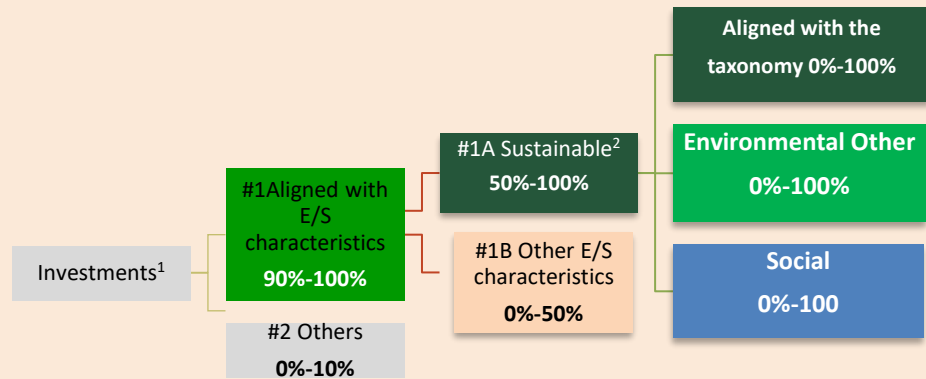 Investments¹
#1Aligned with
E/S
characteristics
90%-100%
#2 Others
0%-10%
#1A Sustainable²
50%-100%
#1B Other E/S
characteristics
0%-50%
Aligned with the
taxonomy 0%-100%
Environmental Other
0%-100%
Social
0%-100